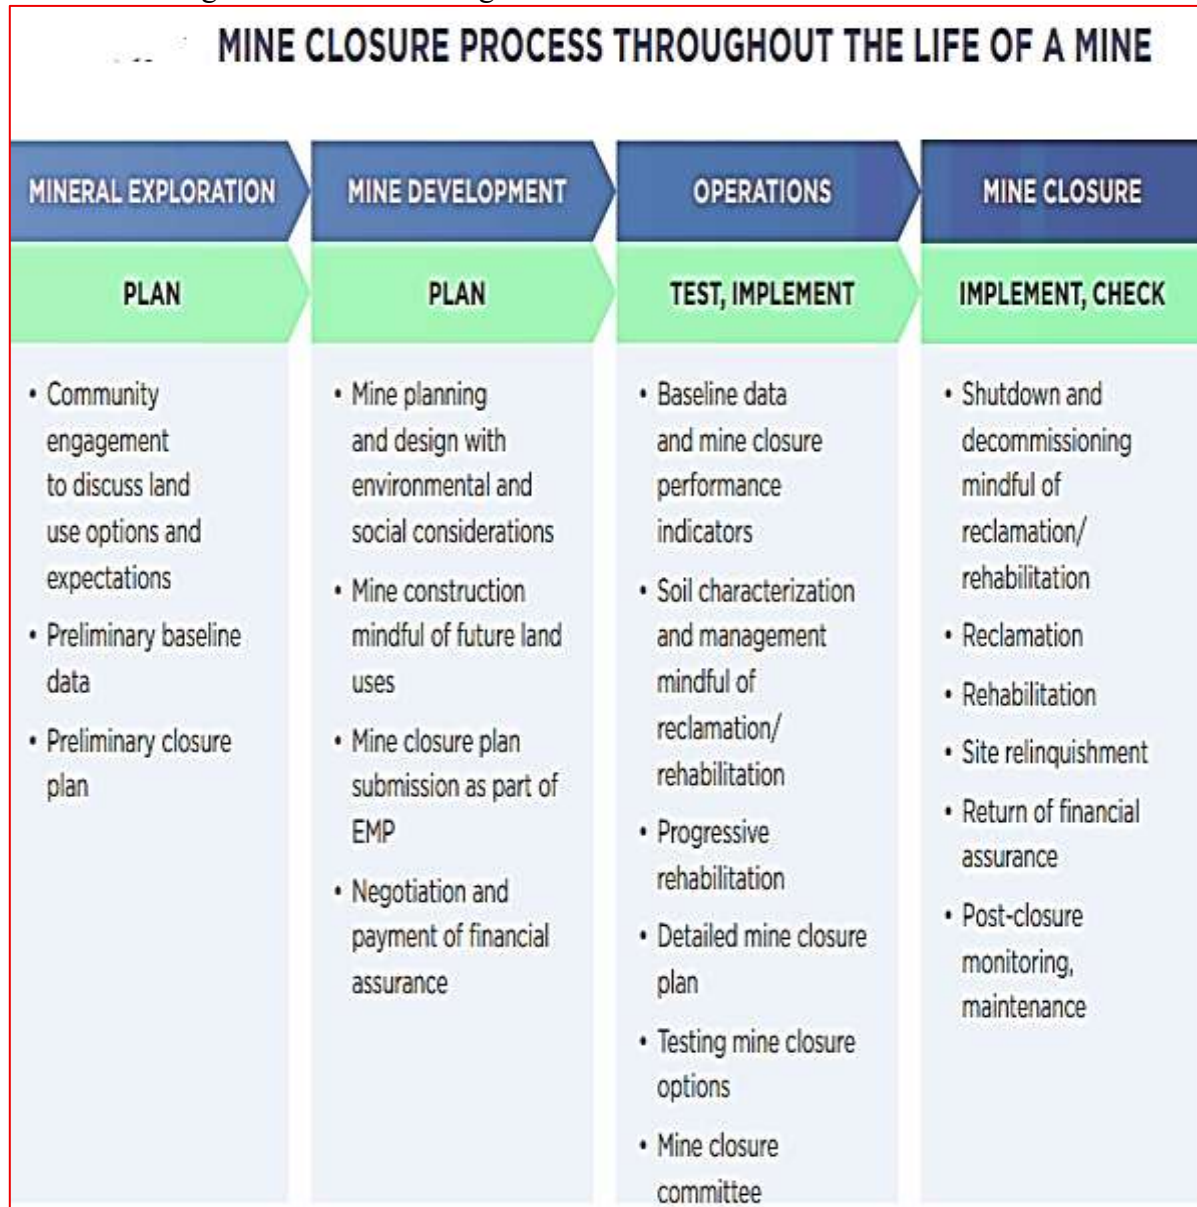 MINE CLOSURE PROCESS THROUGHOUT THE LIFE OF A MINE
MINERAL EXPLORATION
PLAN
• Community
engagement
to discuss land
use options and
expectations
• Preliminary baseline
data
• Preliminary closure
plan
MINE DEVELOPMENT
PLAN
• Mine planning
and design with
environmental and
social considerations
• Mine construction
mindful of future land
uses
• Mine closure plan
submission as part of
EMP
• Negotiation and
payment of financial
assurance
OPERATIONS
TEST, IMPLEMENT
• Baseline data
and mine closure
performance
indicators
• Soil characterization
and management
mindful of
reclamation/
rehabilitation
• Progressive
rehabilitation
• Detailed mine closure
plan
• Testing mine closure
options
• Mine closure
committee
MINE CLOSURE
IMPLEMENT, CHECK
• Shutdown and
decommissioning
mindful of
reclamation/
rehabilitation
• Reclamation
• Rehabilitation
• Site relinquishment
• Return of financial
assurance
• Post-closure
monitoring,
maintenance